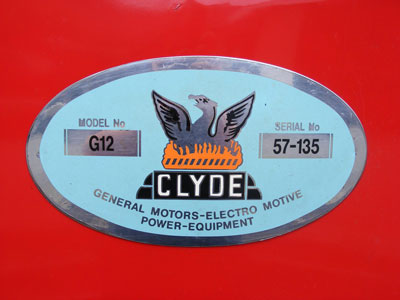 MODEL No
G12
SERIAL No
57-135
CLYDE
GENERAL MOTORS-ELECTRO MOTIVE
POWER-EQUIPMENT